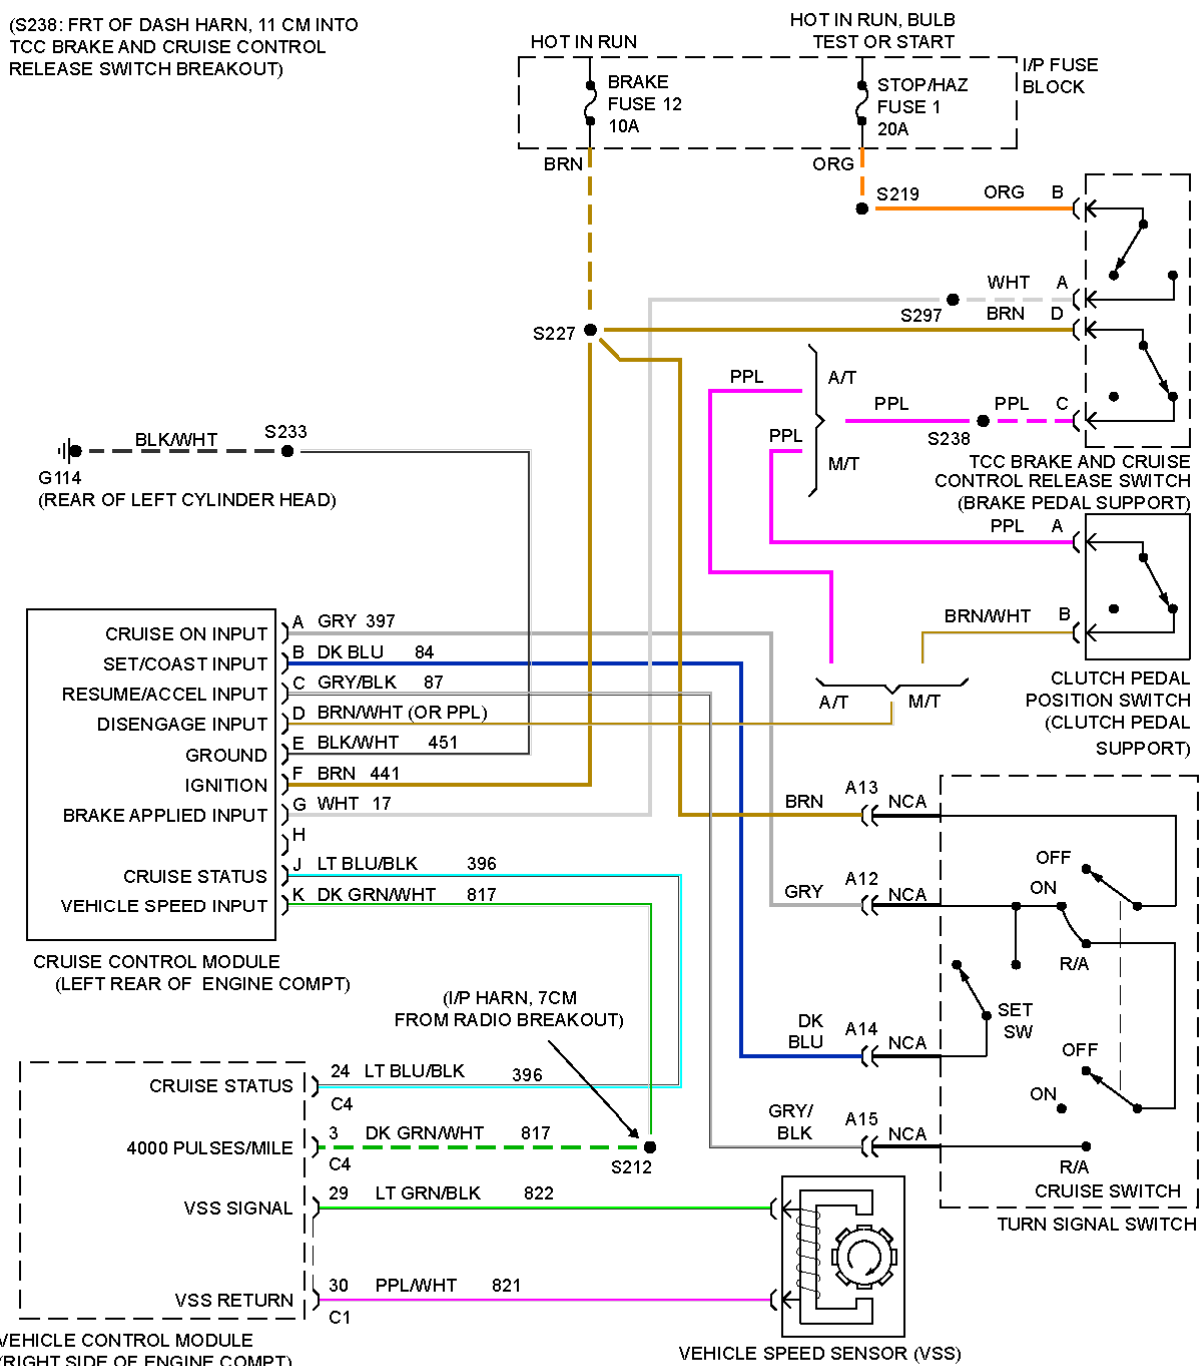 (S238: FRT OF DASH HARN, 11 CM INTO
TCC BRAKE AND CRUISE CONTROL
RELEASE SWITCH BREAKOUT)
HOT IN RUN
HOT IN RUN, BULB
TEST OR START
BRAKE
FUSE 12
10A
STOP/HAZ
FUSE 1
20A
I/P FUSE
BLOCK
BRN
ORG
S219
ORG B
WHT A
S297
BRN D
S227
PPL
A/T
PPL
PPL C
S238
PPL
M/T
TCC BRAKE AND CRUISE
CONTROL RELEASE SWITCH
(BRAKE PEDAL SUPPORT)
BLK/WHT
S233
G114
(REAR OF LEFT CYLINDER HEAD)
PPL A
BRN/WHT B
CLUTCH PEDAL
POSITION SWITCH
(CLUTCH PEDAL
SUPPORT)
A/T
M/T
CRUISE ON INPUT A GRY 397
SET/COAST INPUT B DK BLU 84
RESUME/ACCEL INPUT C GRY/BLK 87
DISENGAGE INPUT D BRN/WHT (OR PPL)
GROUND E BLK/WHT 451
IGNITION F BRN 441
BRAKE APPLIED INPUT G WHT 17
H
CRUISE STATUS J LT BLU/BLK 396
VEHICLE SPEED INPUT K DK GRN/WHT 817
CRUISE CONTROL MODULE
(LEFT REAR OF ENGINE COMPT)
BRN A13 NCA
GRY A12 NCA
DK
BLU A14 NCA
GRY/
BLK A15 NCA
OFF
ON
R/A
SET
SW
OFF
ON
R/A
CRUISE SWITCH
TURN SIGNAL SWITCH
(I/P HARN, 7CM
FROM RADIO BREAKOUT)
CRUISE STATUS 24 LT BLU/BLK 396
C4
4000 PULSES/MILE 3 DK GRN/WHT 817
C4
S212
VSS SIGNAL 29 LT GRN/BLK 822
VSS RETURN 30 PPL/WHT 821
C1
VEHICLE CONTROL MODULE
(RIGHT SIDE OF ENGINE COMPT)
VEHICLE SPEED SENSOR (VSS)